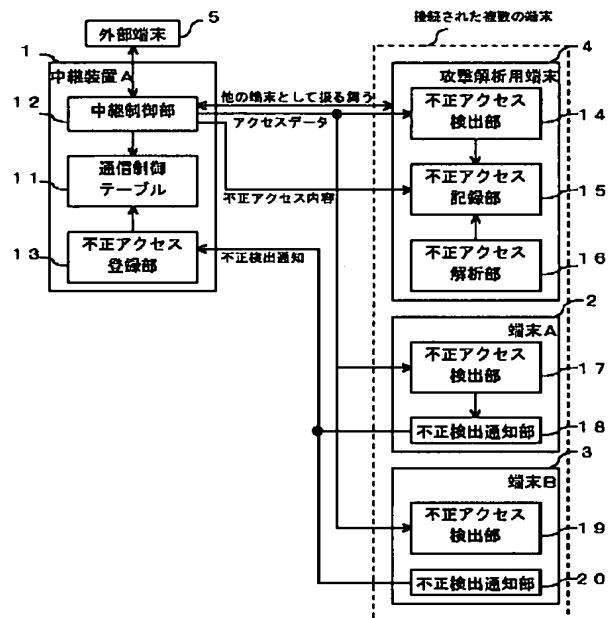 接続された複数の端末
5
外部端末
1
中継装置A
12
中継制御部
11
通信制御
テーブル
13
不正アクセス
登録部
他の端末として振る舞う
アクセスデータ
不正アクセス内容
不正検出通知
4
攻撃解析用端末
不正アクセス
検出部
14
不正アクセス
記録部
15
不正アクセス
解析部
16
2
端末A
不正アクセス
検出部
17
不正検出通知部
18
3
端末B
不正アクセス
検出部
19
不正検出通知部
20